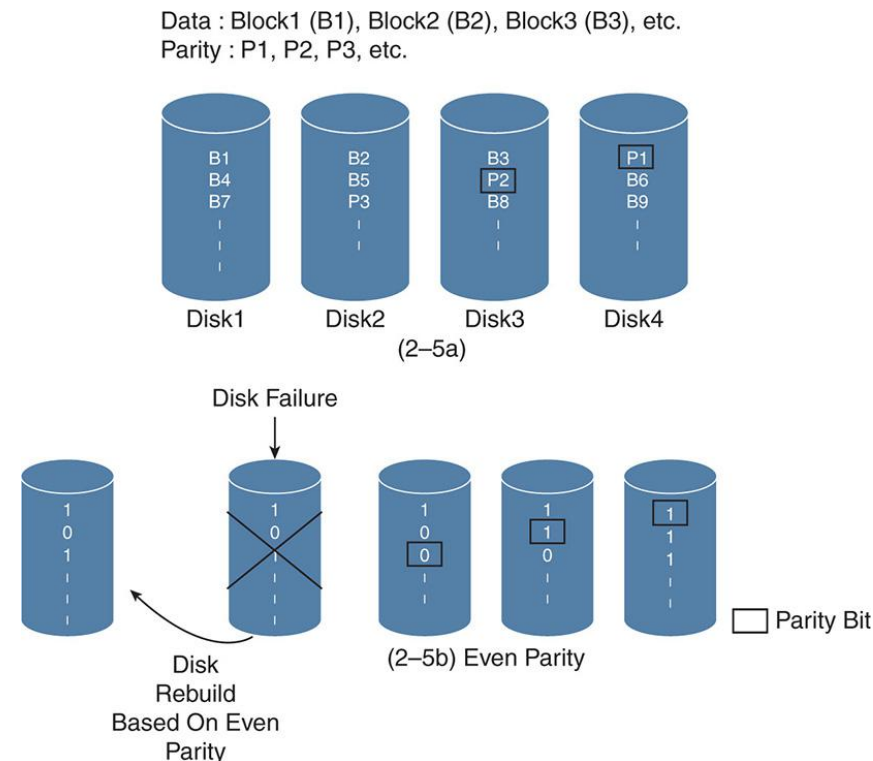 Data : Block1 (B1), Block2 (B2), Block3 (B3), etc.
Parity : P1, P2, P3, etc.
B1
B4
B7
B2
B5
P3
B3
P2
B8
P1
B6
B9
Disk1
Disk2
Disk3
Disk4
(2–5a)
Disk Failure
1
0
1
1
0
1
1
0
0
1
1
0
1
1
1
Parity Bit
(2–5b) Even Parity
Disk
Rebuild
Based On Even
Parity